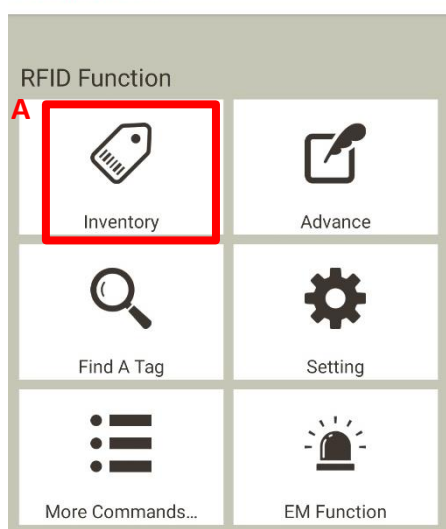 RFID Function
A
Inventory
Advance
Find A Tag
Setting
More Commands...
EM Function